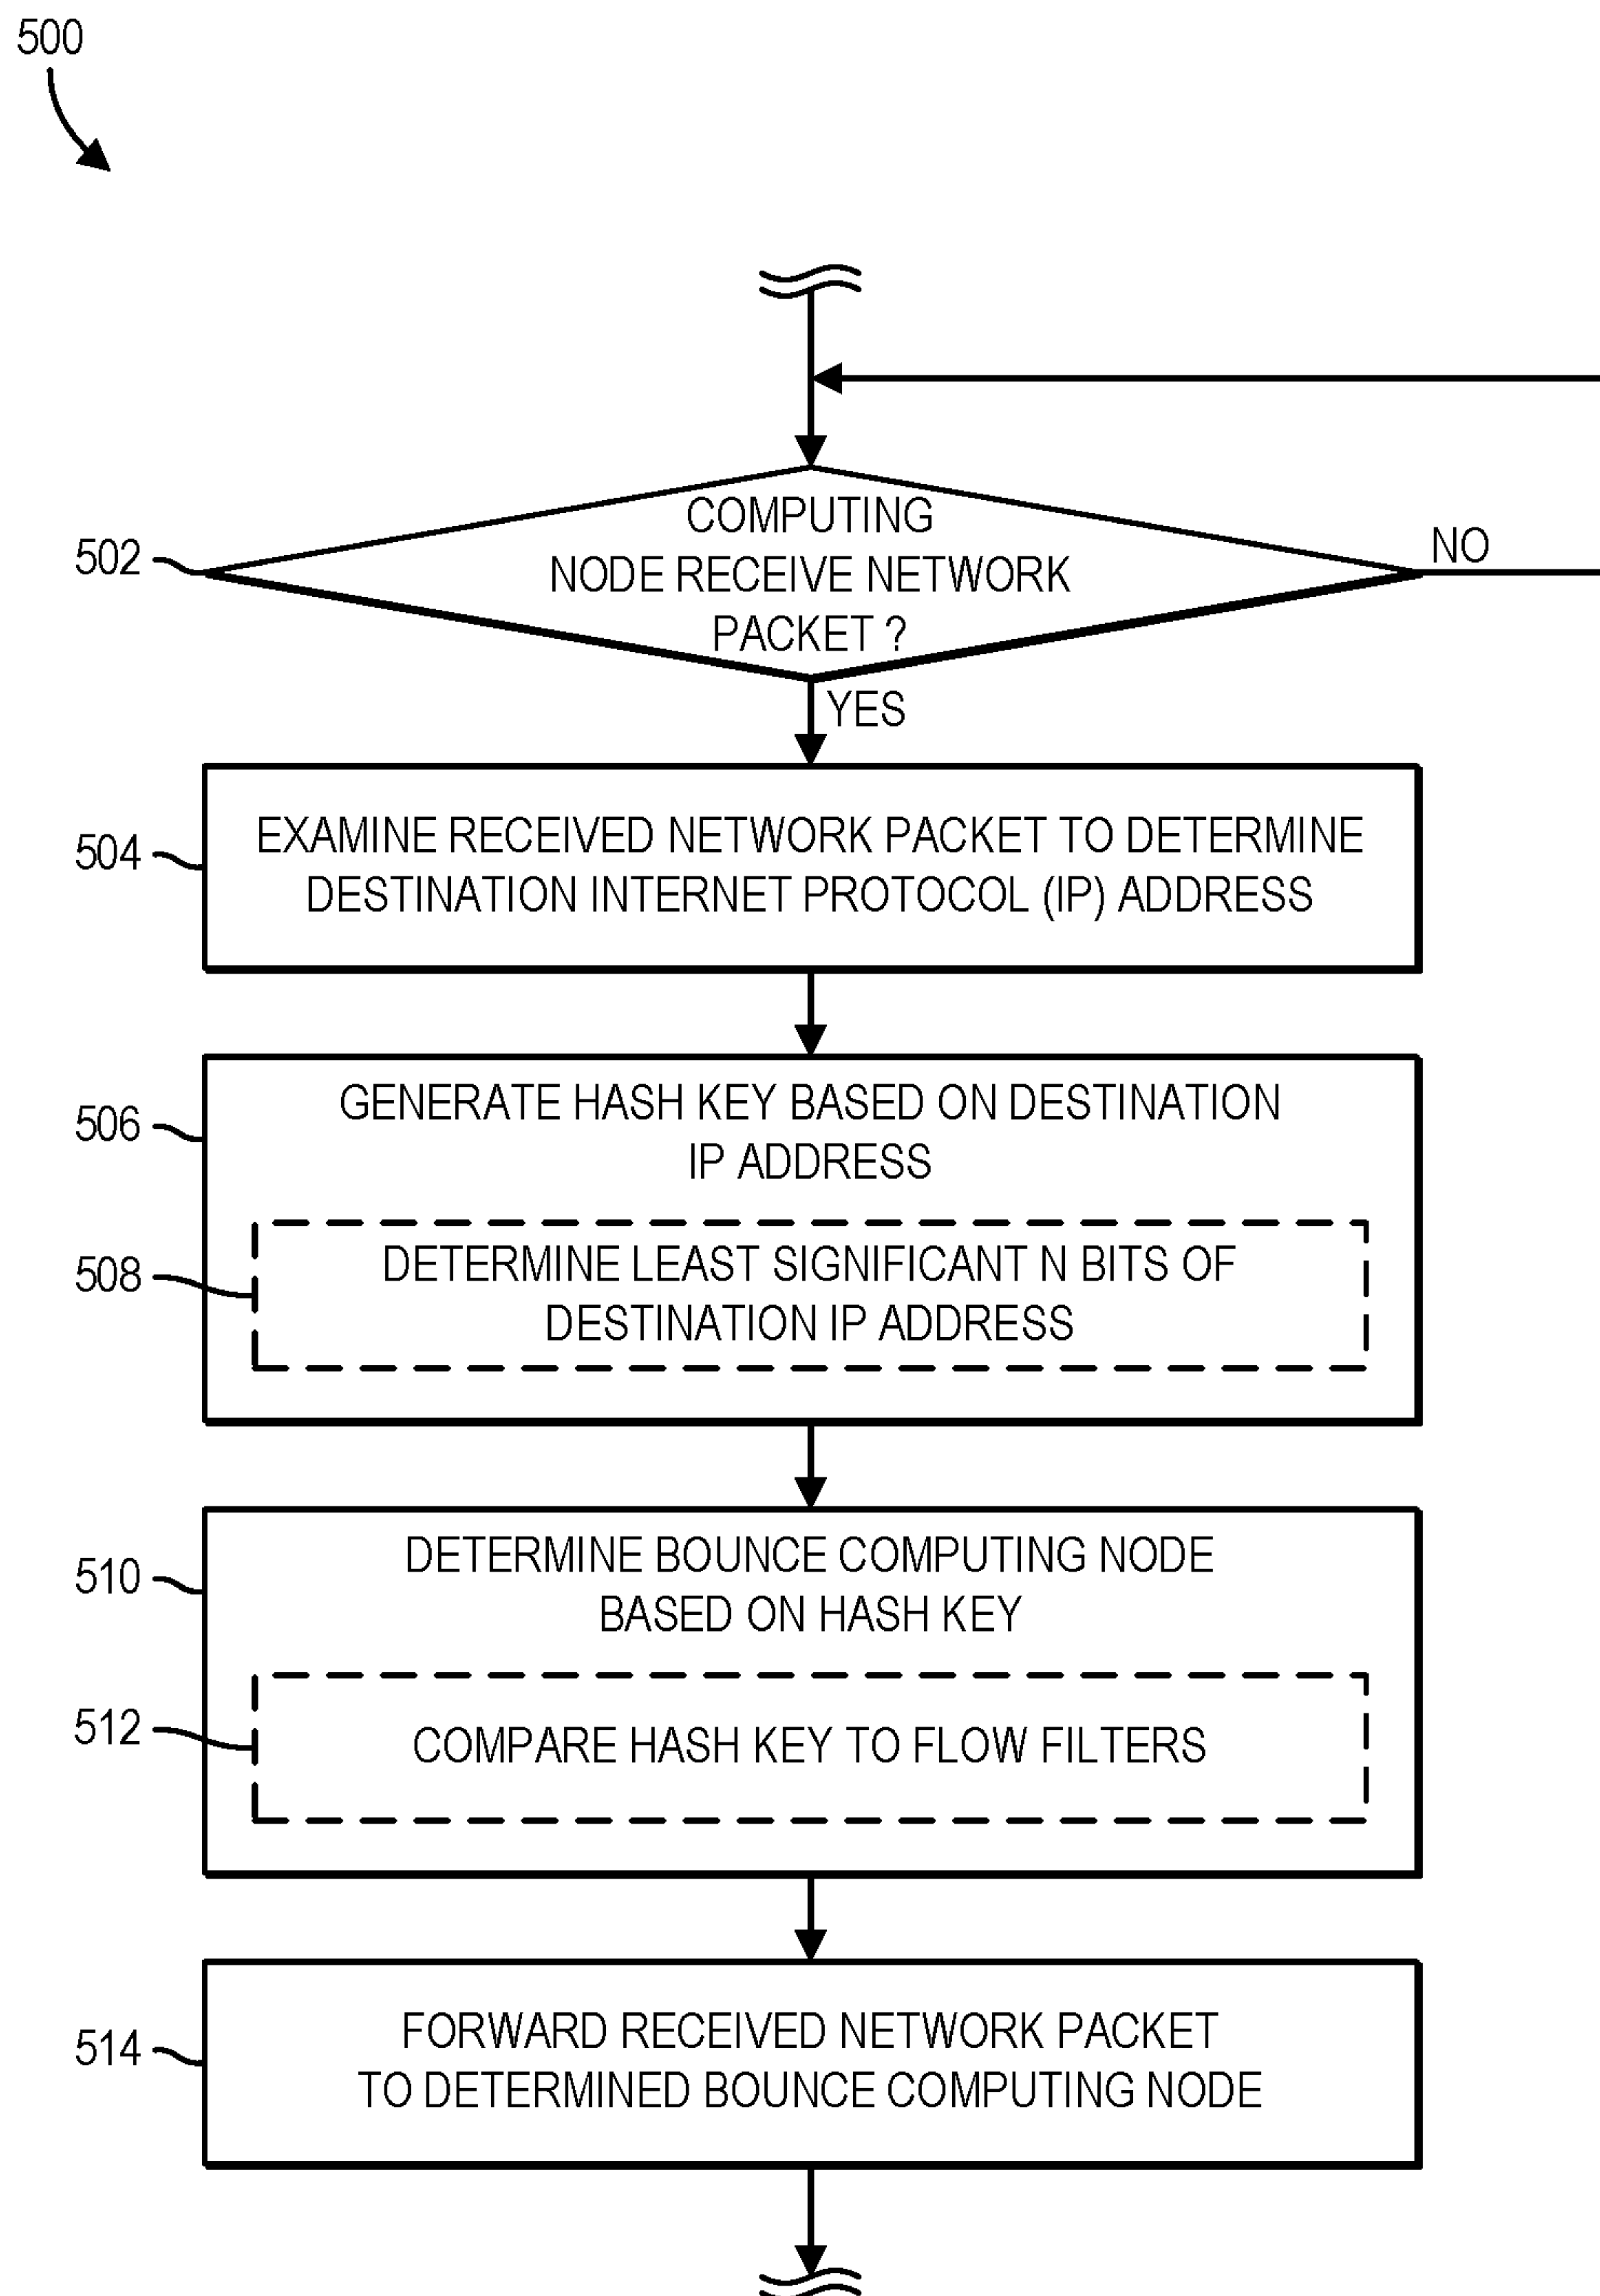 500
COMPUTING
502
NODE RECEIVE NETWORK
NO
PACKET ?
YES
504
EXAMINE RECEIVED NETWORK PACKET TO DETERMINE
DESTINATION INTERNET PROTOCOL (IP) ADDRESS
506
GENERATE HASH KEY BASED ON DESTINATION
IP ADDRESS
508
DETERMINE LEAST SIGNIFICANT N BITS OF
DESTINATION IP ADDRESS
510
DETERMINE BOUNCE COMPUTING NODE
BASED ON HASH KEY
512
COMPARE HASH KEY TO FLOW FILTERS
514
FORWARD RECEIVED NETWORK PACKET
TO DETERMINED BOUNCE COMPUTING NODE